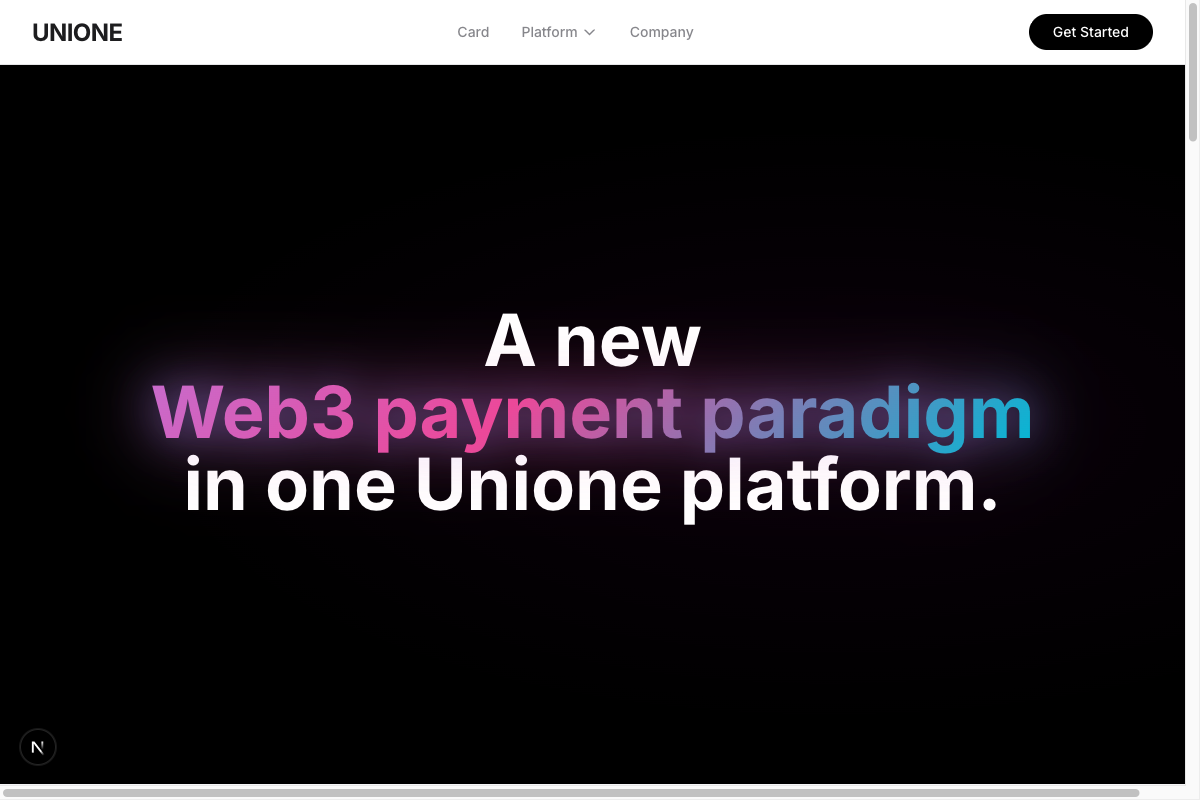 UNIONE
Card
Platform
Company
Get Started
A new
Web3 payment paradigm
in one Unione platform.
N